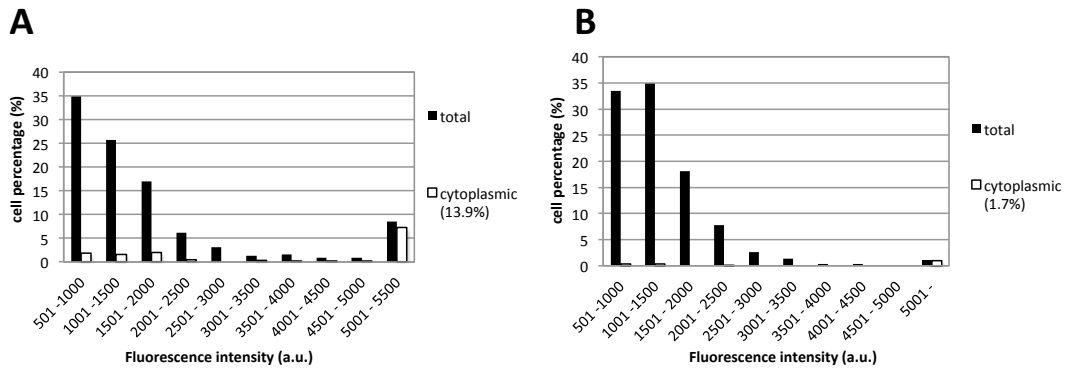 A
cell percentage (%)
40
35
30
25
20
15
10
5
0
501 -1000
1001 -1500
1501 - 2000
2001 - 2500
2501 - 3000
3001 - 3500
3501 - 4000
4001 - 4500
4501 - 5000
5001 - 5500
Fluorescence intensity (a.u.)
total
cytoplasmic
(13.9%)
B
cell percentage (%)
40
35
30
25
20
15
10
5
0
501 -1000
1001 -1500
1501 - 2000
2001 - 2500
2501 - 3000
3001 - 3500
3501 - 4000
4001 - 4500
4501 - 5000
5001 -
Fluorescence intensity (a.u.)
total
cytoplasmic
(1.7%)